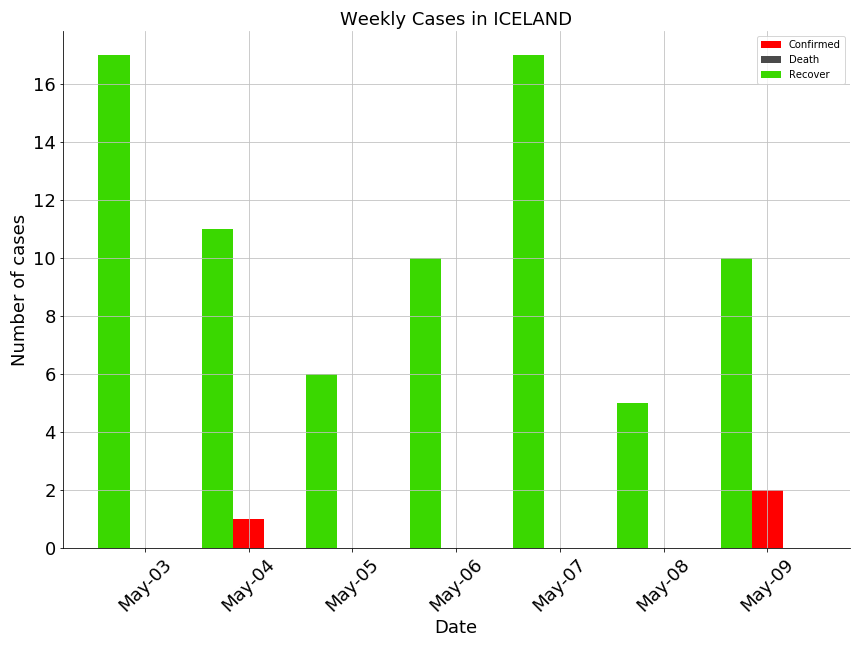 Weekly Cases in ICELAND
Confirmed
Death
Recover
Number of cases
16
14
12
10
8
6
4
2
0
May-03
May-04
May-05
May-06
May-07
May-08
May-09
Date